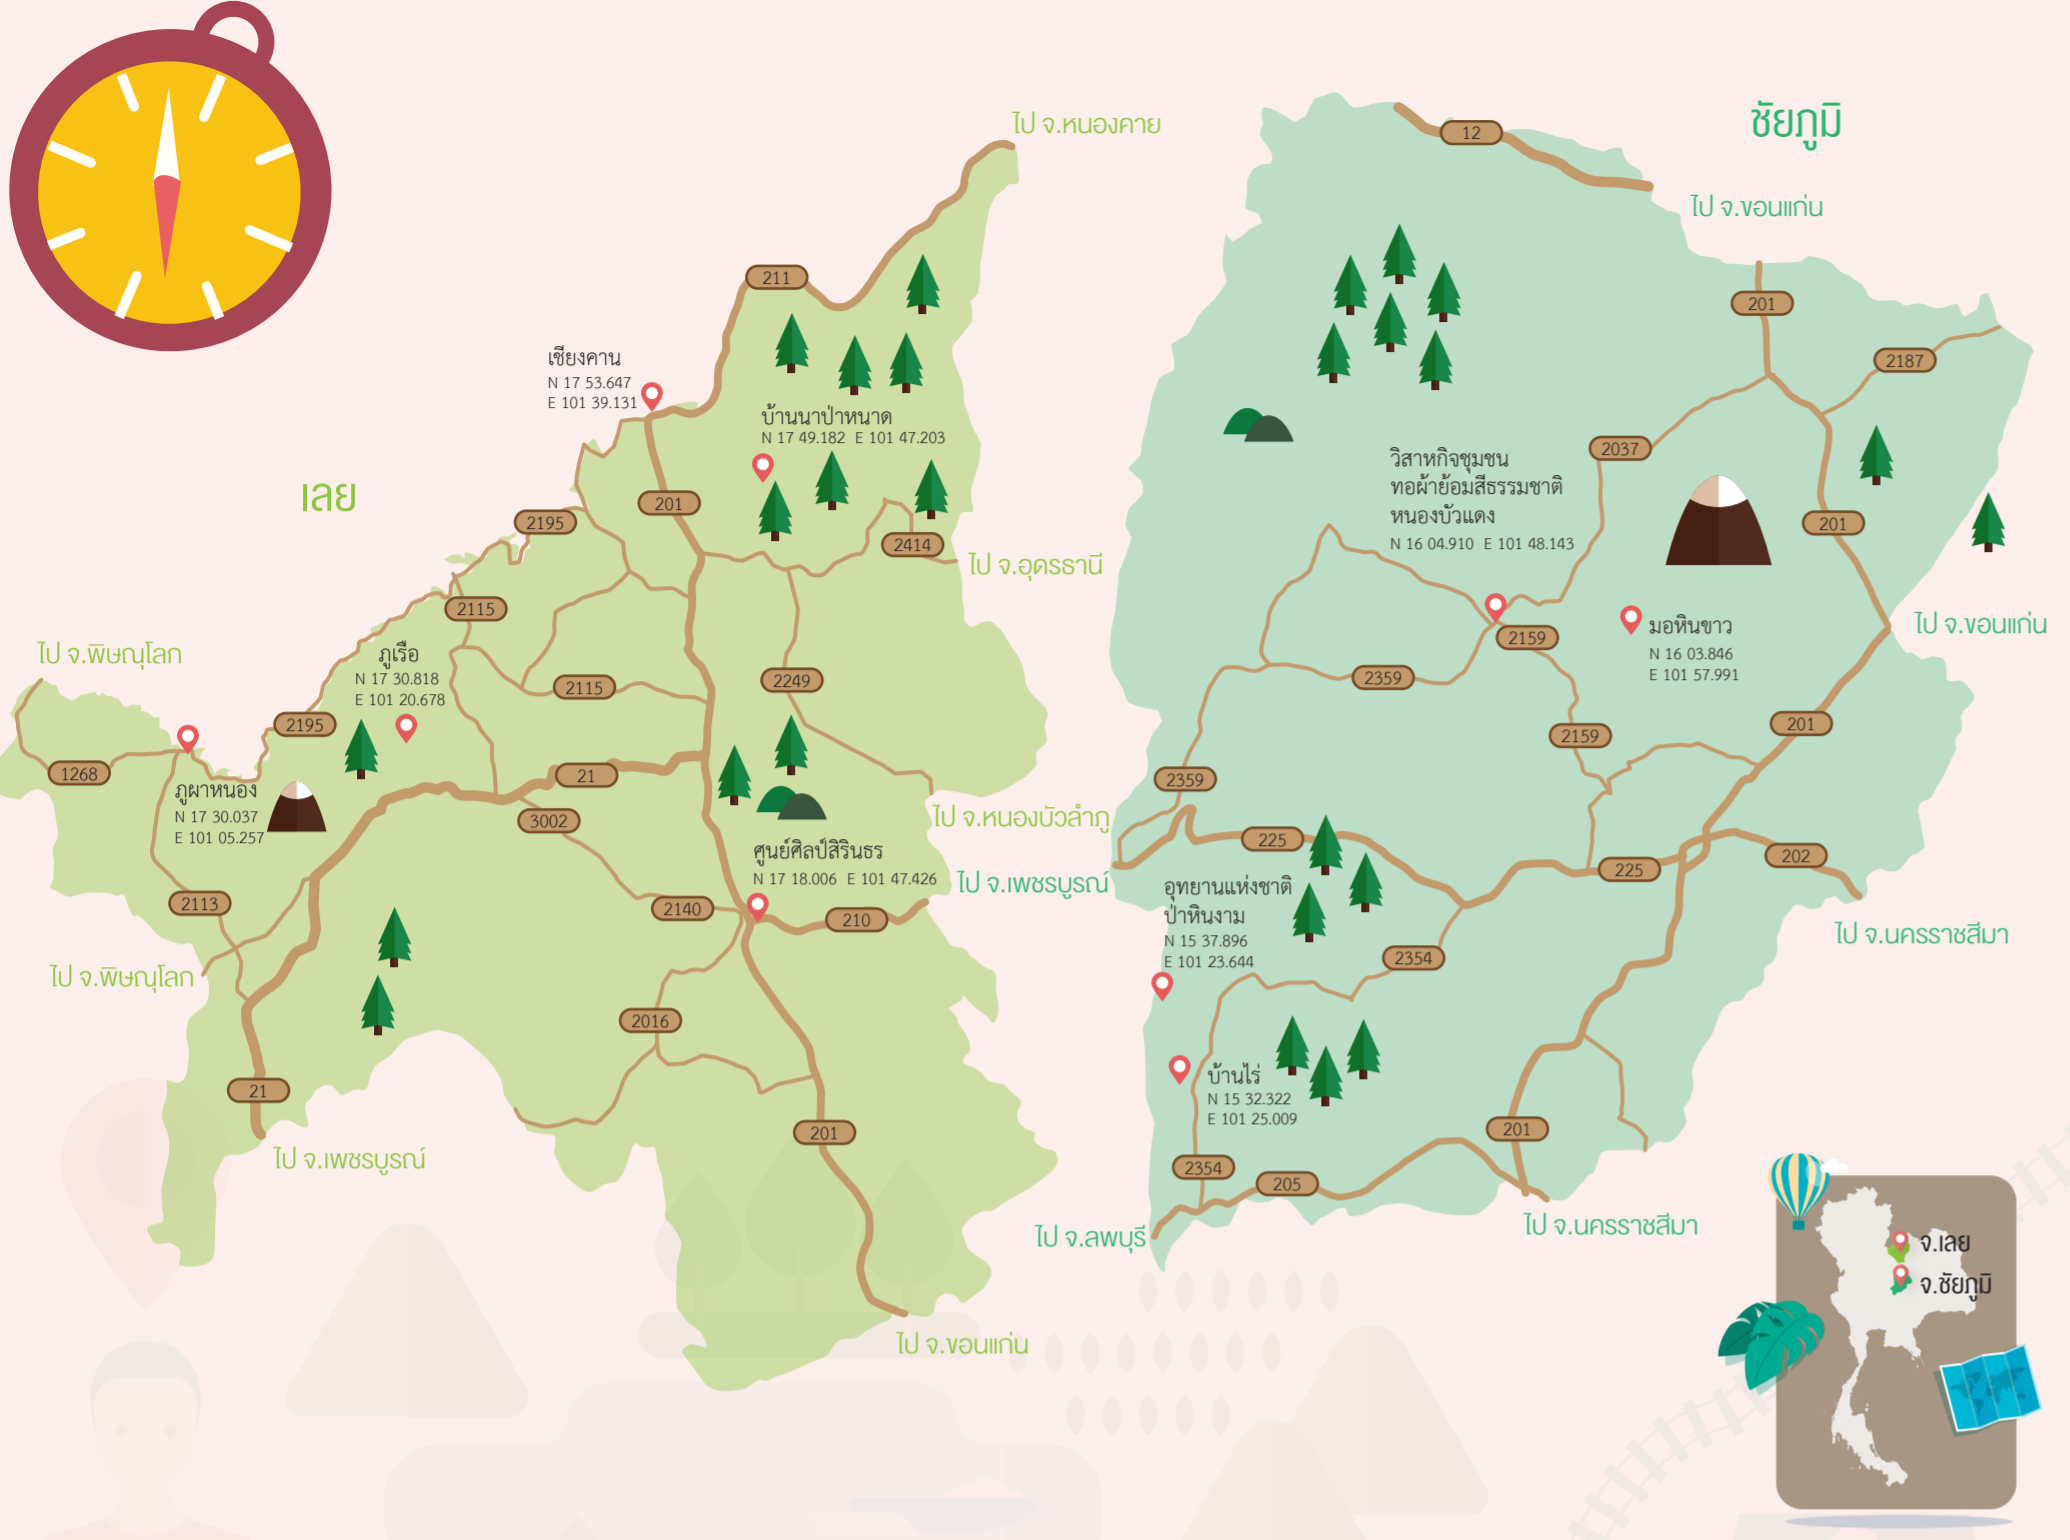 ไป จ.หนองคาย
211
เชียงคาน
N 17 53.647
E 101 39.131
บ้านนาป่าหนาด
N 17 49.182 E 101 47.203
เลย
201
2195
2414
ไป จ.อุดรธานี
2115
ไป จ.พิษณุโลก
ภูเรือ
N 17 30.818
E 101 20.678
2115
2249
2195
1268
21
ภูผาหนอง
N 17 30.037
E 101 05.257
3002
ไป จ.หนองบัวลำภู
ศูนย์ศิลป์สิรินธร
N 17 18.006 E 101 47.426
2113
2140
210
ไป จ.พิษณุโลก
2016
21
201
ไป จ.เพชรบูรณ์
ไป จ.ขอนแก่น
ชัยภูมิ
12
ไป จ.ขอนแก่น
201
2187
2037
วิสาหกิจชุมชน
ทอผ้าย้อมสีธรรมชาติ
หนองบัวแดง
N 16 04.910 E 101 48.143
201
2159
มอหินขาว
N 16 03.846
E 101 57.991
ไป จ.ขอนแก่น
2359
2159
201
2359
225
225
202
ไป จ.เพชรบูรณ์
อุทยานแห่งชาติ
ป่าหินงาม
N 15 37.896
E 101 23.644
2354
ไป จ.นครราชสีมา
บ้านไร่
N 15 32.322
E 101 25.009
201
2354
205
ไป จ.ลพบุรี
ไป จ.นครราชสีมา
จ.เลย
จ.ชัยภูมิ